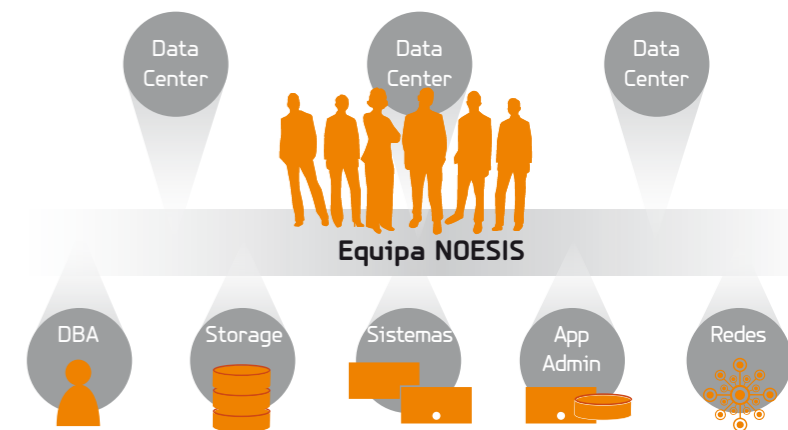 Data
Center
Data
Center
Data
Center
Equipa NOESIS
DBA
Storage
Sistemas
App
Admin
Redes